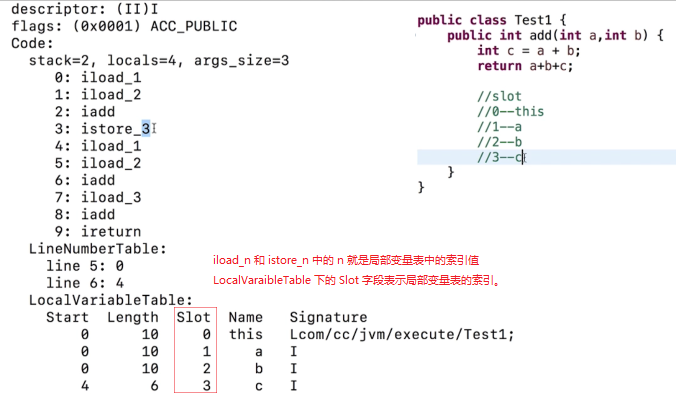 descriptor: (II)I
flags: (0x0001) ACC_PUBLIC
Code:
stack=2, locals=4, args_size=3
0: iload_1
1: iload_2
2: iadd
3: istore_3
4: iload_1
5: iload_2
6: iadd
7: iload_3
8: iadd
9: ireturn
LineNumberTable:
line 5: 0
line 6: 4
LocalVariableTable:
Start Length Slot Name Signature
0 10 0 this Lcom/cc/jvm/execute/Test1;
0 10 1 a I
0 10 2 b I
4 6 3 c I
public class Test1 {
public int add(int a,int b) {
int c = a + b;
return a+b+c;
//slot
//0--this
//1--a
//2--b
//3--c
}
}
iload_n 和 istore_n 中的 n 就是局部变量表中的索引值
LocalVaraibleTable 下的 Slot 字段表示局部变量表的索引。